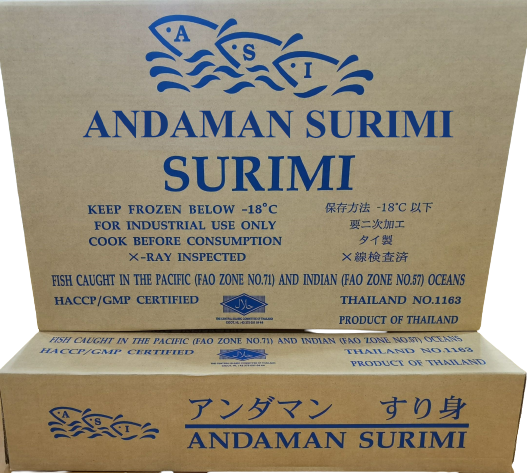 A S I
ANDAMAN SURIMI
SURIMI
KEEP FROZEN BELOW -18°C
FOR INDUSTRIAL USE ONLY
COOK BEFORE CONSUMPTION
×-RAY INSPECTED
保存方法 -18°C 以下
要二次加工
タイ製
×線検査済
FISH CAUGHT IN THE PACIFIC (FAO ZONE NO.71) AND INDIAN (FAO ZONE NO.57) OCEANS
HACCP/GMP CERTIFIED
THAILAND NO.1163
PRODUCT OF THAILAND
FISH CAUGHT IN THE PACIFIC (FAO ZONE NO.71) AND INDIAN (FAO ZONE NO.57) OCEANS
HACCP/GMP CERTIFIED
THAILAND NO.1163
PRODUCT OF THAILAND
A S I
アンダマン すり身
ANDAMAN SURIMI